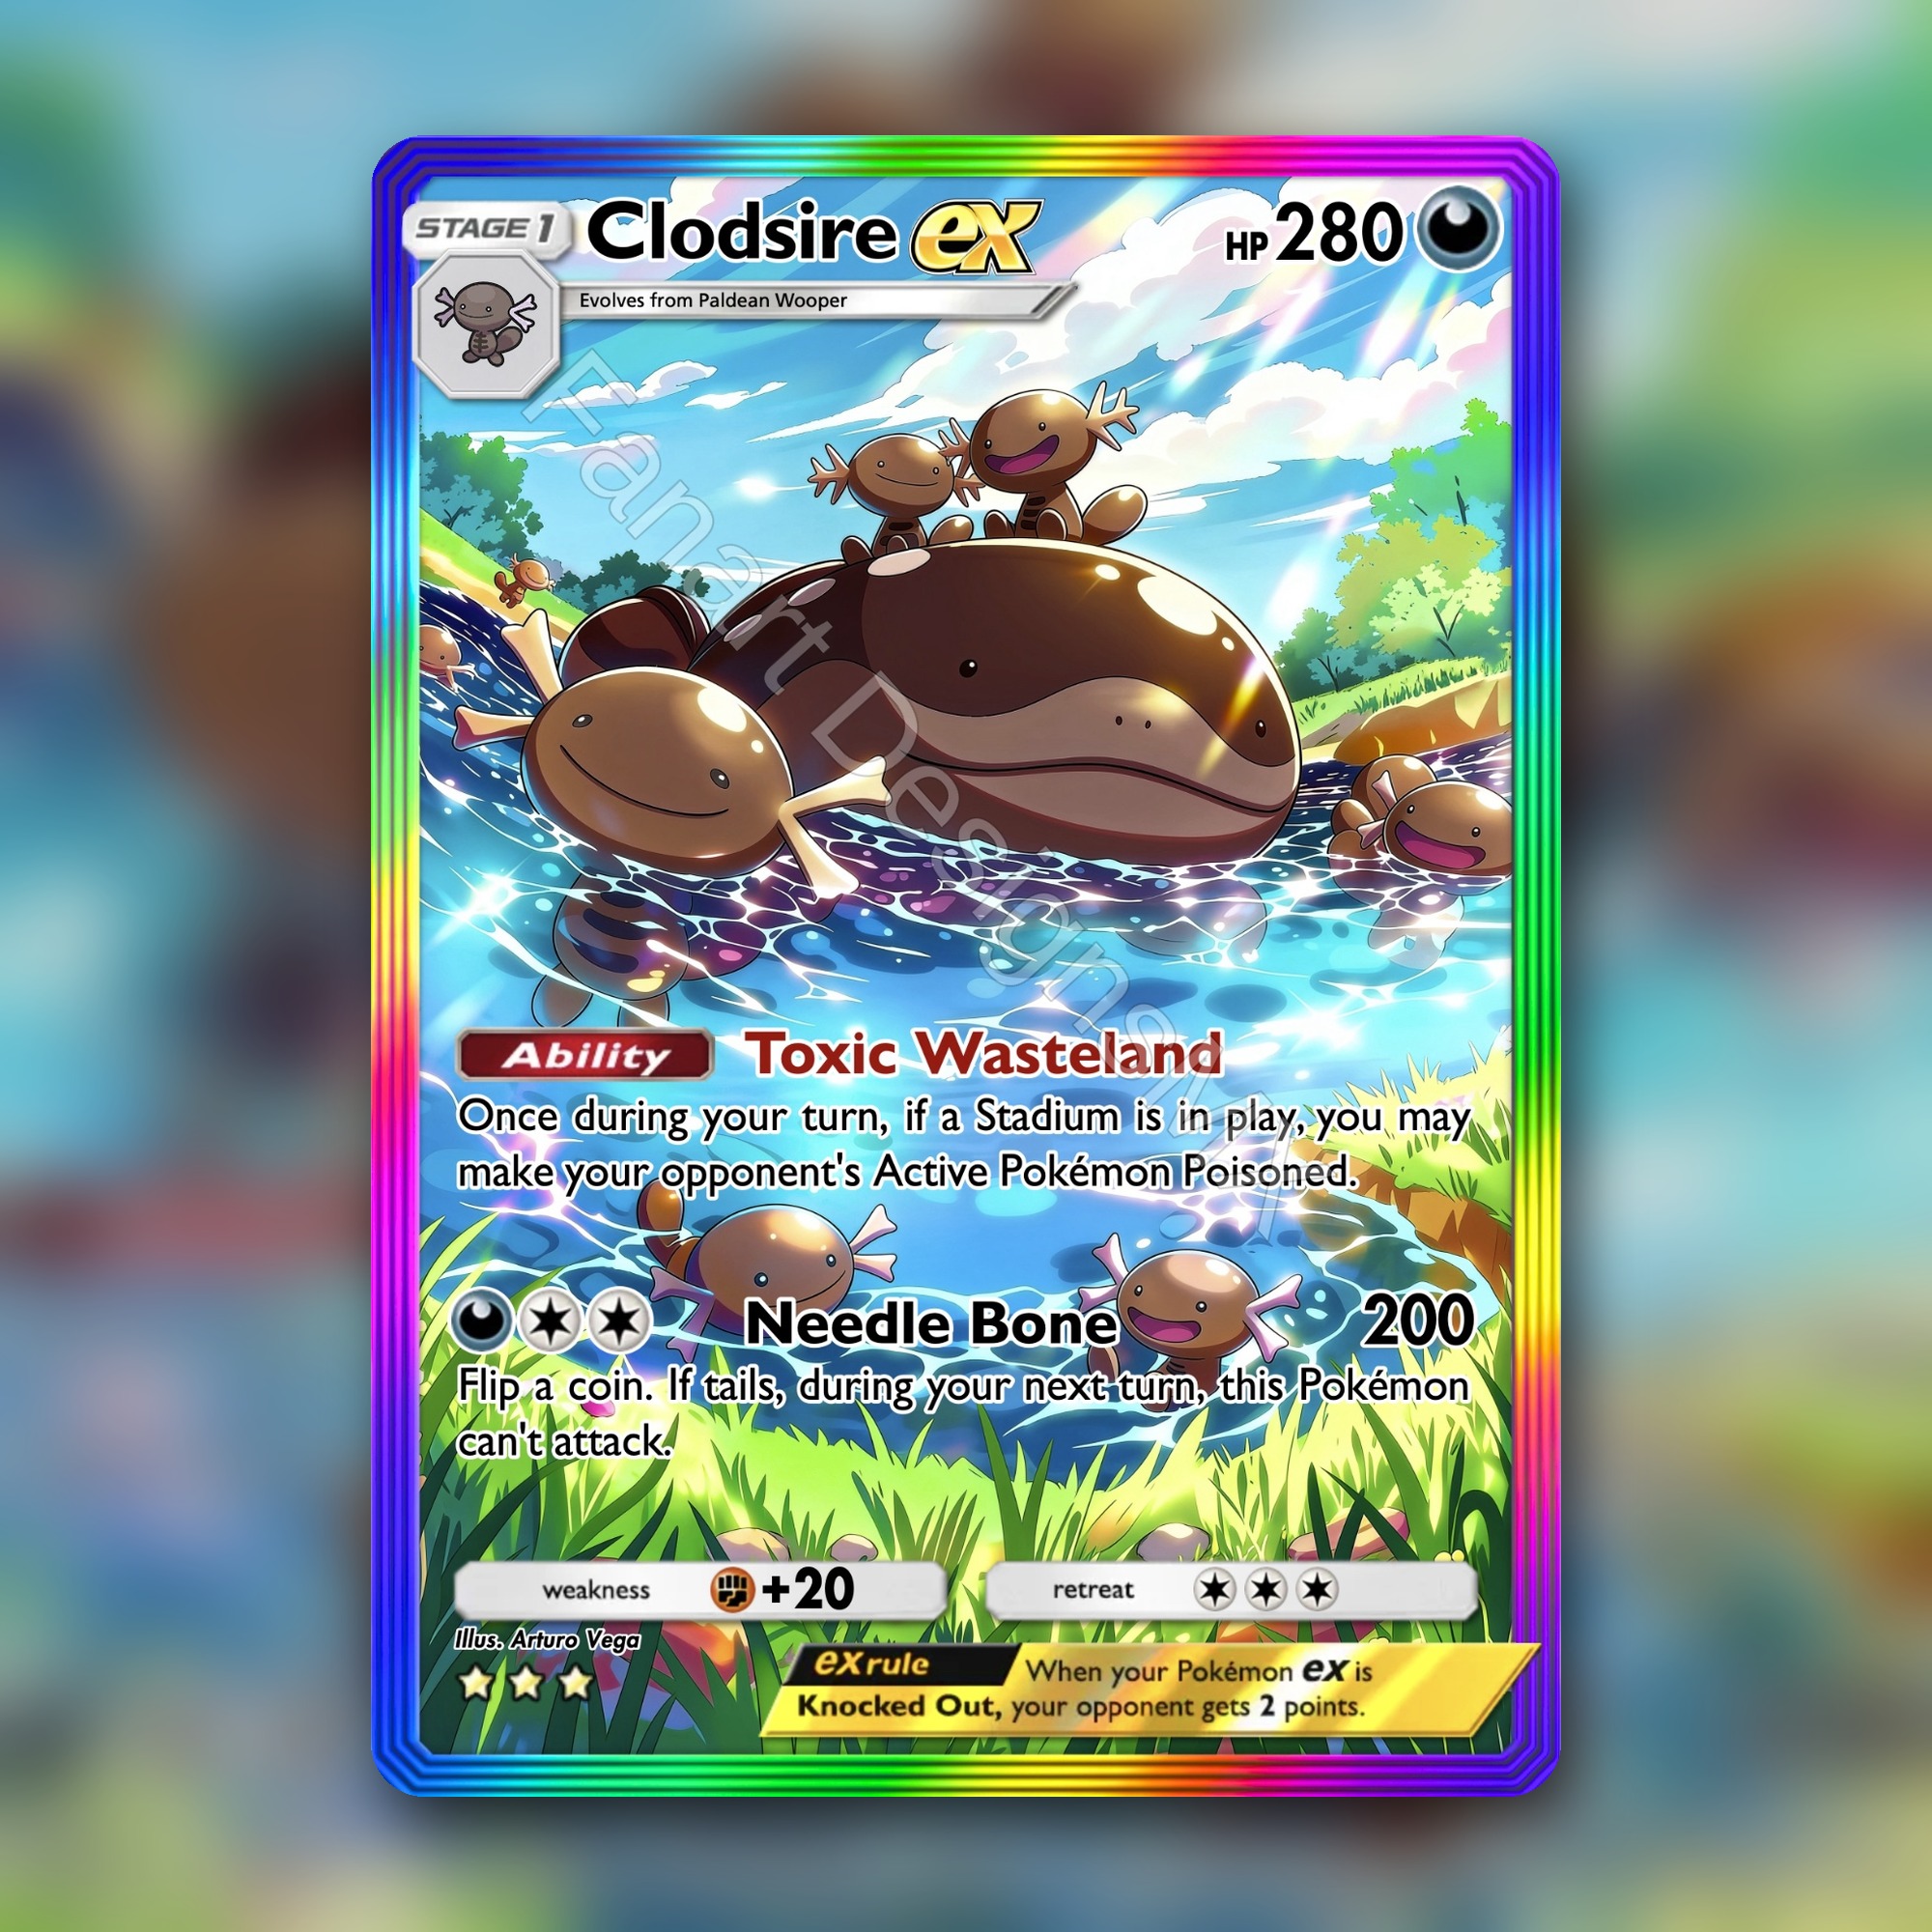 STAGE 1 Clodsire ex HP 280
Evolves from Paldean Wooper
Fanart DesignsMX
Ability Toxic Wasteland
Once during your turn, if a Stadium is in play, you may
make your opponent's Active Pokémon Poisoned.
Needle Bone 200
Flip a coin. If tails, during your next turn, this Pokémon
can't attack.
weakness +20 retreat
Illus. Arturo Vega
ex rule When your Pokémon ex is
Knocked Out, your opponent gets 2 points.